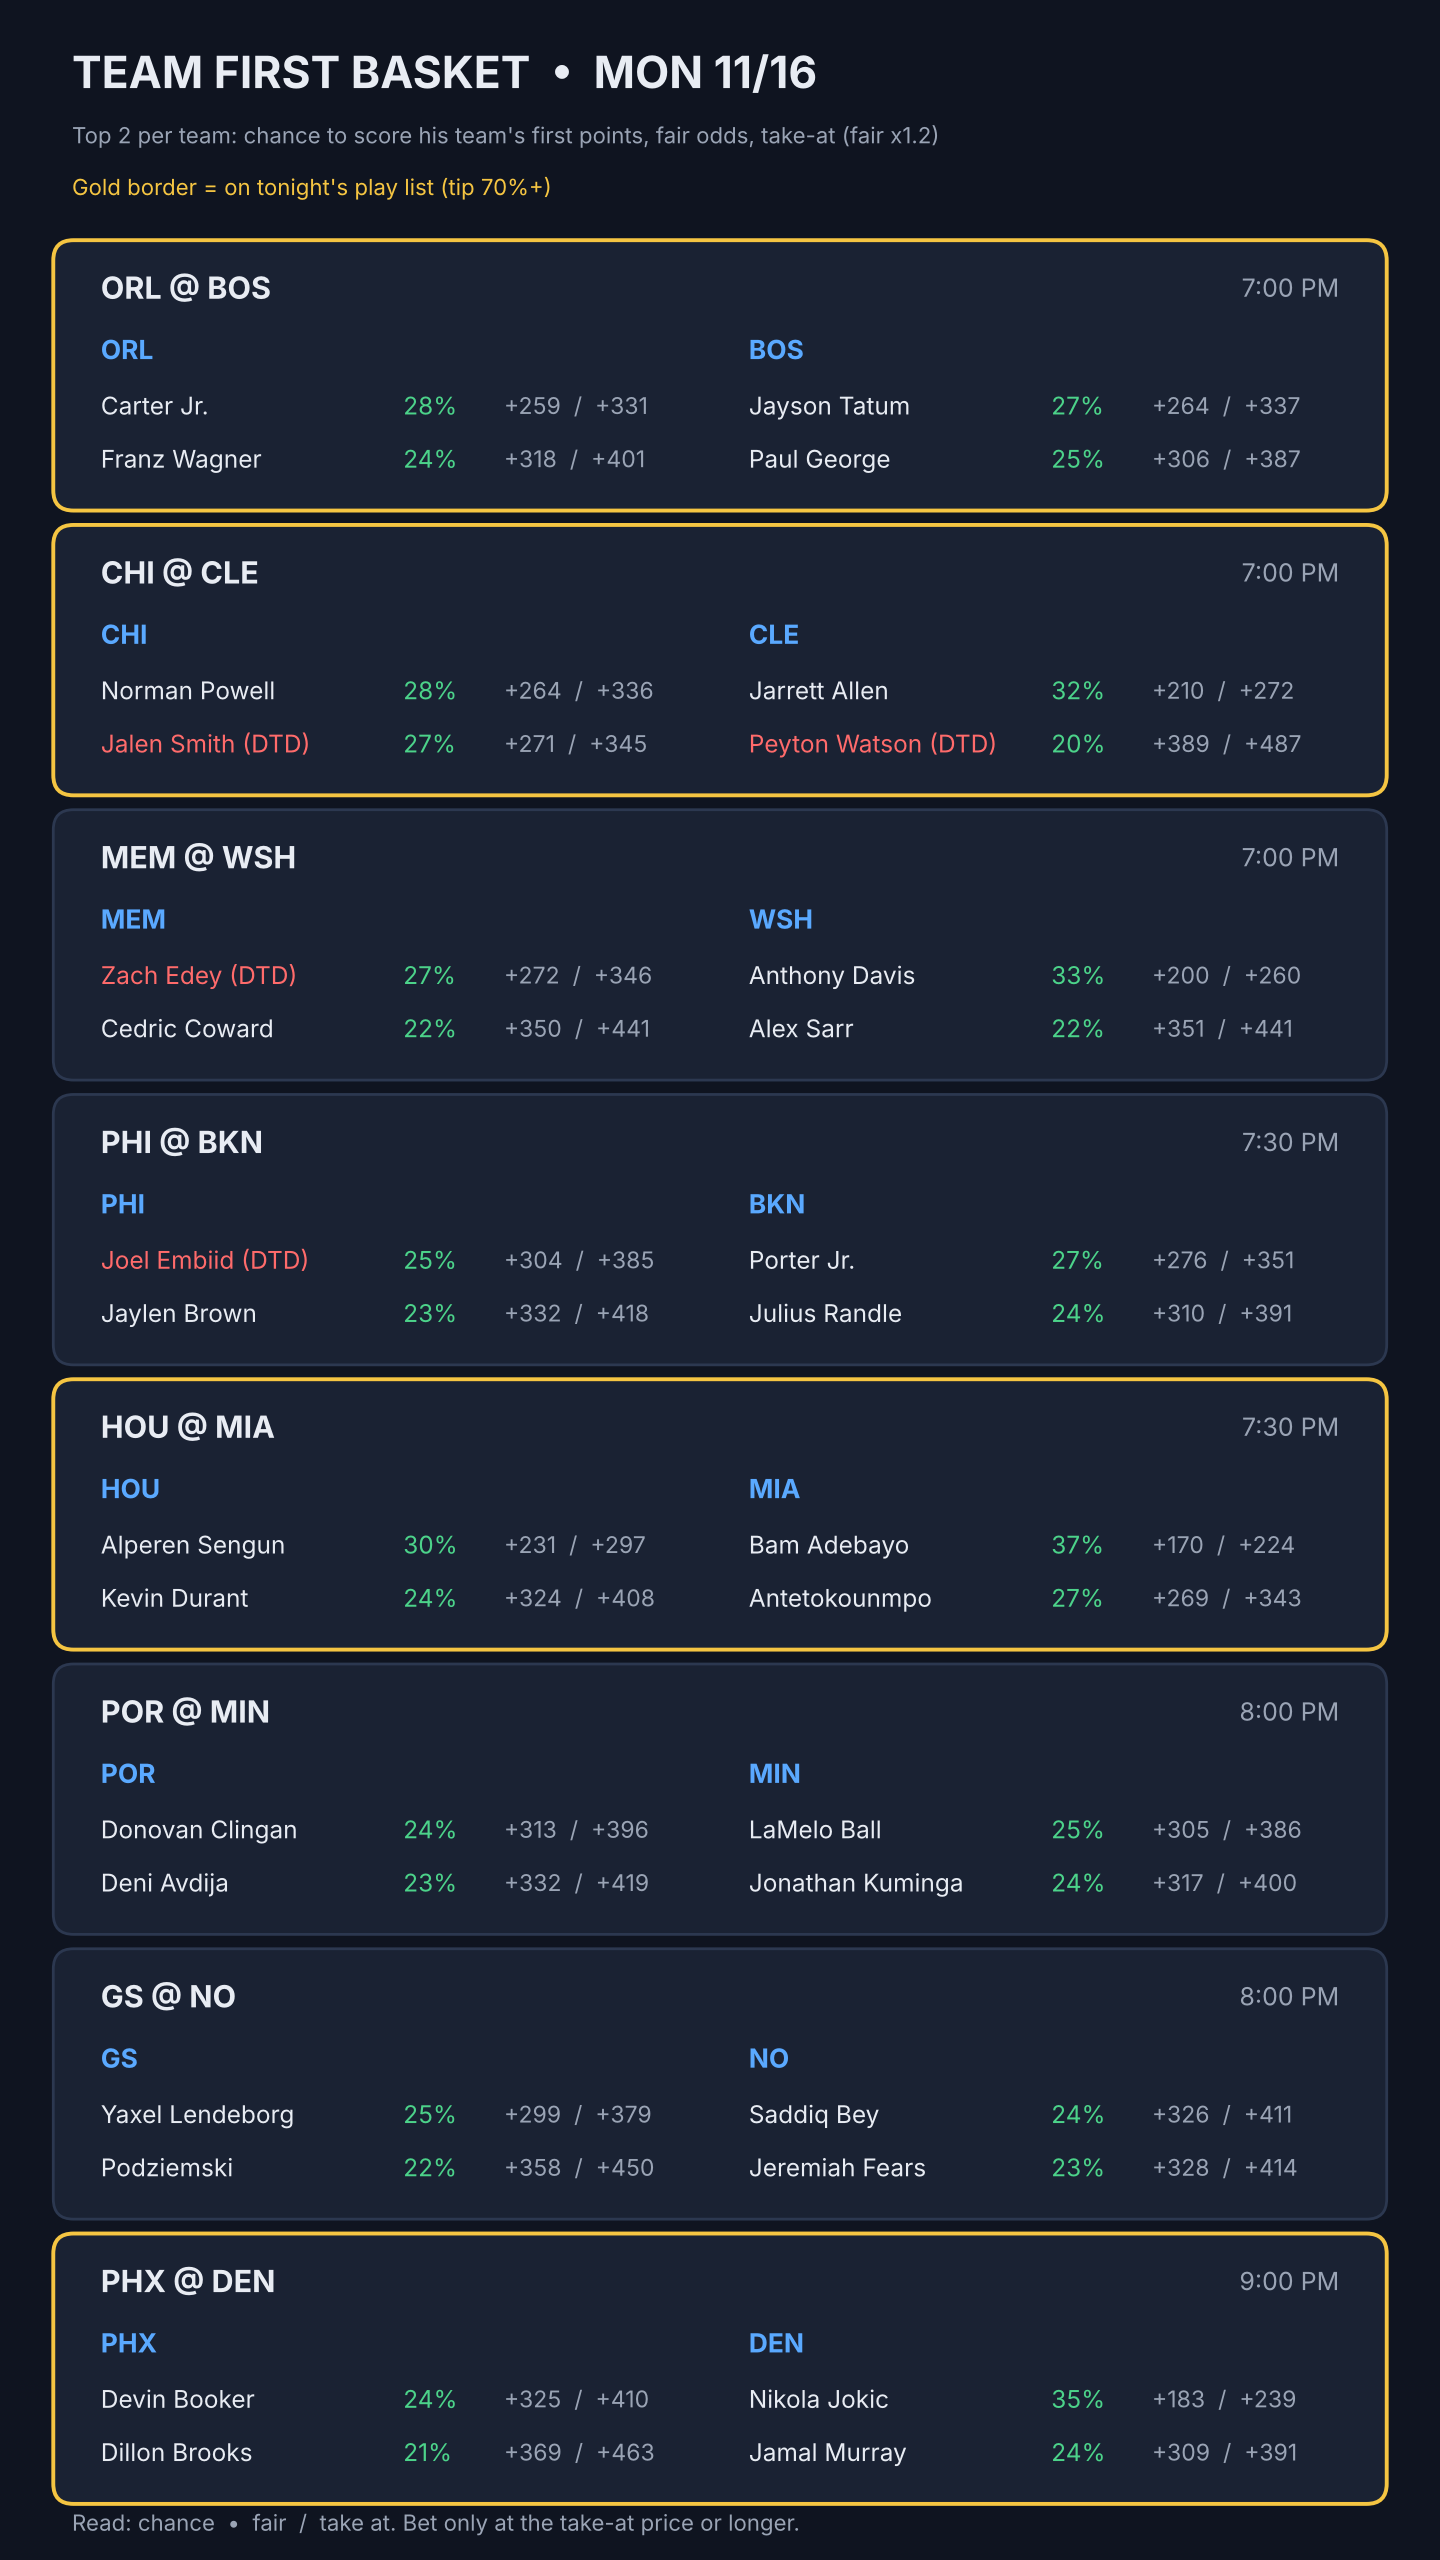 TEAM FIRST BASKET • MON 11/16
Top 2 per team: chance to score his team's first points, fair odds, take-at (fair x1.2)
Gold border = on tonight's play list (tip 70%+)
ORL @ BOS 7:00 PM
ORL BOS
Carter Jr. 28% +259 / +331 Jayson Tatum 27% +264 / +337
Franz Wagner 24% +318 / +401 Paul George 25% +306 / +387
CHI @ CLE 7:00 PM
CHI CLE
Norman Powell 28% +264 / +336 Jarrett Allen 32% +210 / +272
Jalen Smith (DTD) 27% +271 / +345 Peyton Watson (DTD) 20% +389 / +487
MEM @ WSH 7:00 PM
MEM WSH
Zach Edey (DTD) 27% +272 / +346 Anthony Davis 33% +200 / +260
Cedric Coward 22% +350 / +441 Alex Sarr 22% +351 / +441
PHI @ BKN 7:30 PM
PHI BKN
Joel Embiid (DTD) 25% +304 / +385 Porter Jr. 27% +276 / +351
Jaylen Brown 23% +332 / +418 Julius Randle 24% +310 / +391
HOU @ MIA 7:30 PM
HOU MIA
Alperen Sengun 30% +231 / +297 Bam Adebayo 37% +170 / +224
Kevin Durant 24% +324 / +408 Antetokounmpo 27% +269 / +343
POR @ MIN 8:00 PM
POR MIN
Donovan Clingan 24% +313 / +396 LaMelo Ball 25% +305 / +386
Deni Avdija 23% +332 / +419 Jonathan Kuminga 24% +317 / +400
GS @ NO 8:00 PM
GS NO
Yaxel Lendeborg 25% +299 / +379 Saddiq Bey 24% +326 / +411
Podziemski 22% +358 / +450 Jeremiah Fears 23% +328 / +414
PHX @ DEN 9:00 PM
PHX DEN
Devin Booker 24% +325 / +410 Nikola Jokic 35% +183 / +239
Dillon Brooks 21% +369 / +463 Jamal Murray 24% +309 / +391
Read: chance • fair / take at. Bet only at the take-at price or longer.